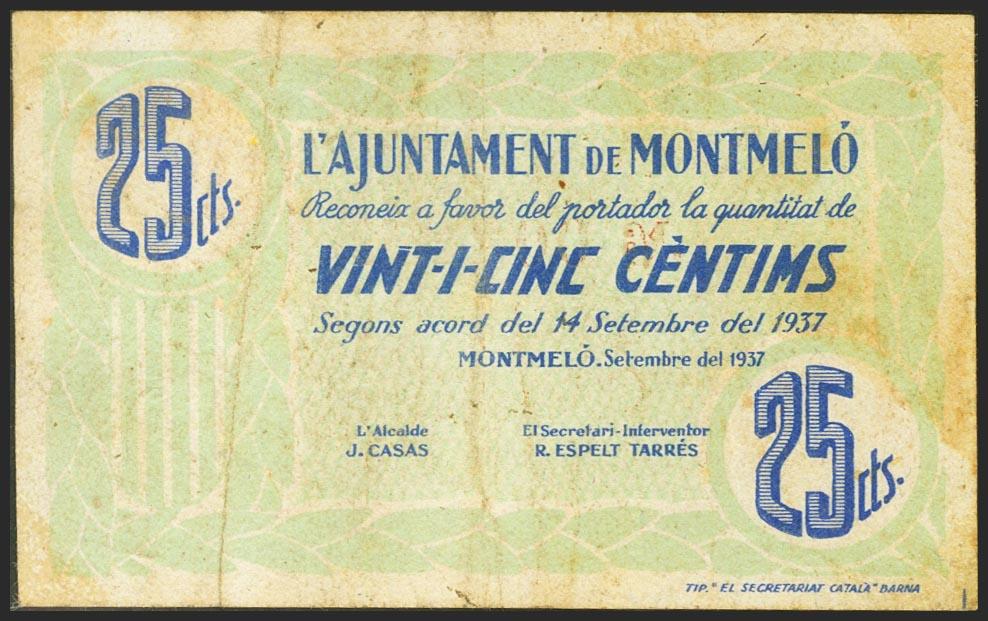 25 cts.
L'AJUNTAMENT DE MONTMELÓ
Reconeix a favor del portador la quantitat de
VINT-I-CINC CÈNTIMS
Segons acord del 14 Setembre del 1937
MONTMELÓ. Setembre del 1937
L'Alcalde
J. CASAS
El Secretari-Interventor
R. ESPELT TARRÉS
25 cts.
TIP. "EL SECRETARIAT CATALÀ" BARNA